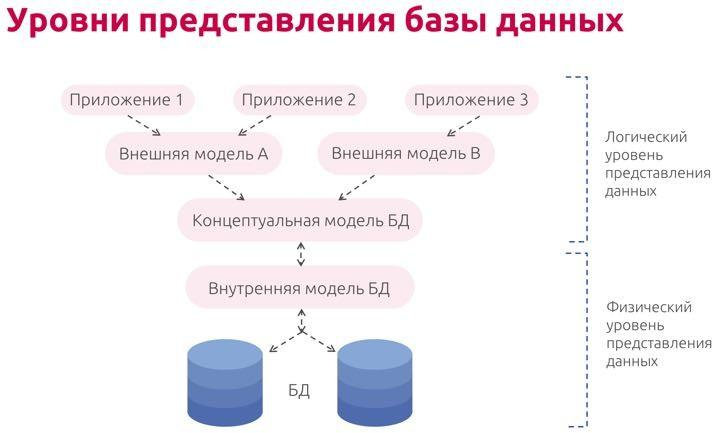 Уровни представления базы данных
Приложение 1
Приложение 2
Приложение 3
Внешняя модель А
Внешняя модель В
Логический
уровень
представления
данных
Концептуальная модель БД
Внутренняя модель БД
Физический
уровень
представления
данных
БД